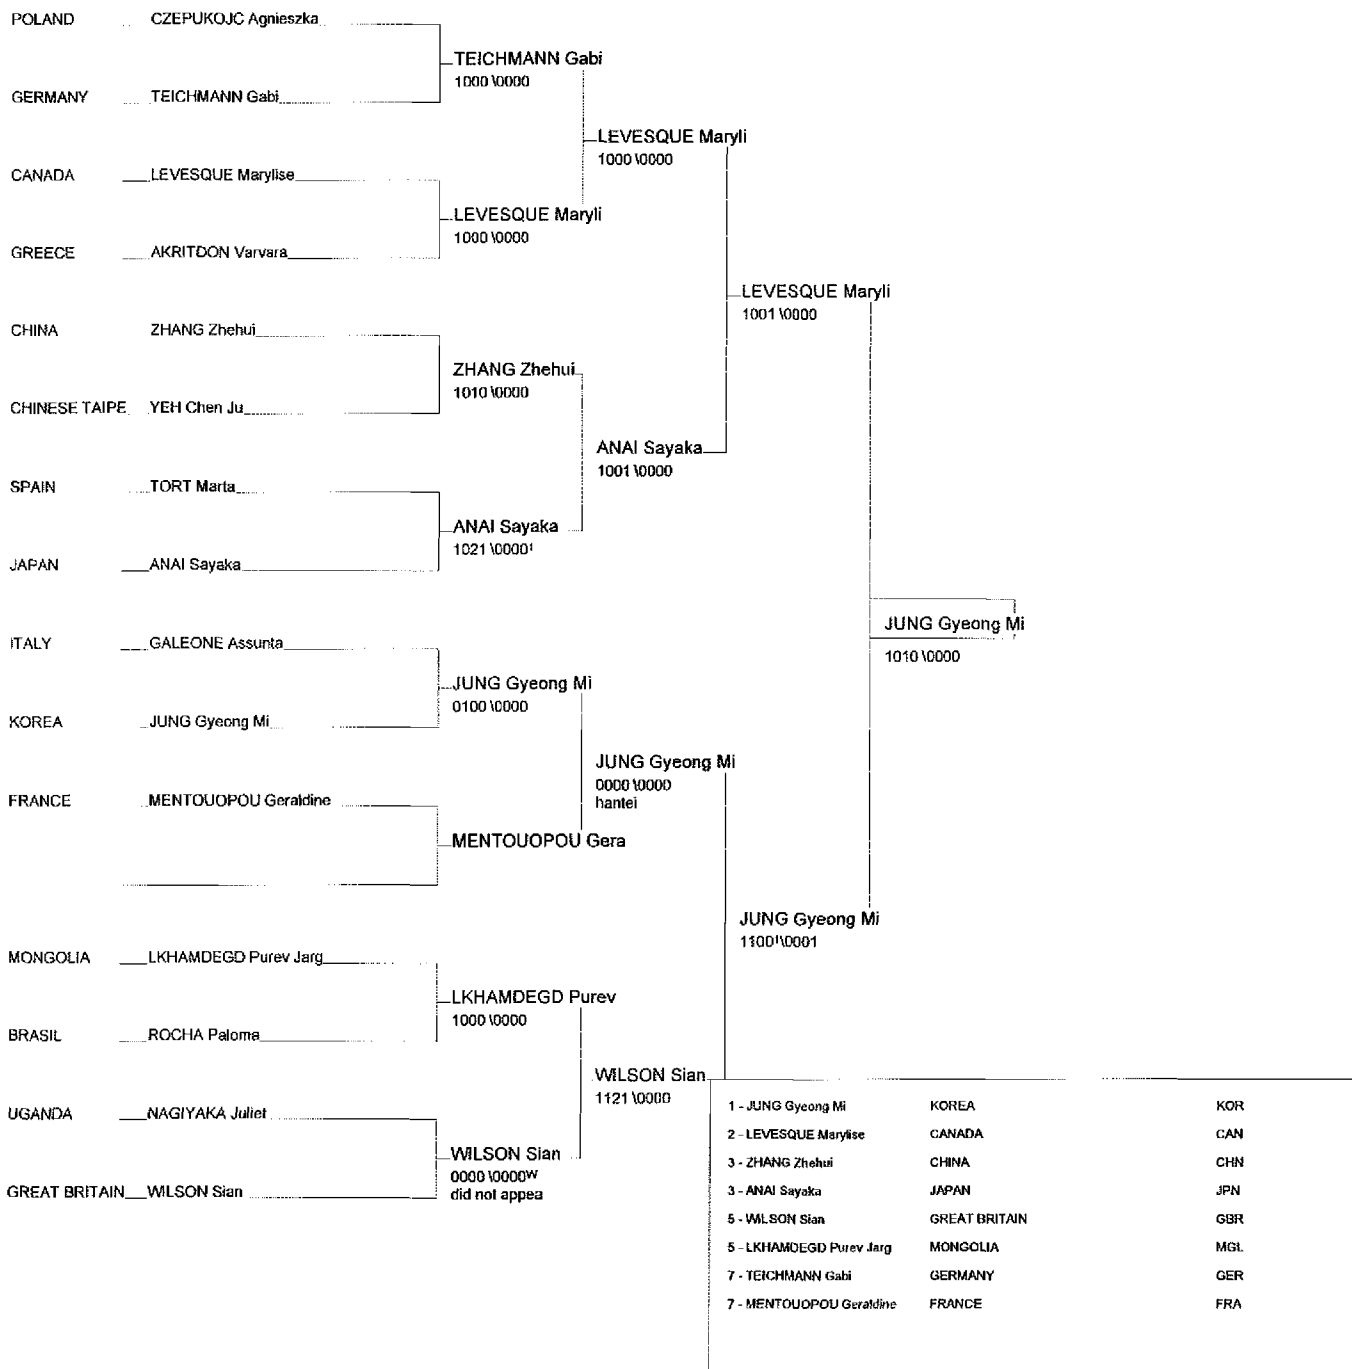 POLAND CZEPUKOJC Agnieszka
TEICHMANN Gabi
1000 \0000
GERMANY TEICHMANN Gabi
LEVESQUE Maryli
1000 \0000
CANADA LEVESQUE Marylise
LEVESQUE Maryli
1000 \0000
GREECE AKRITDON Varvara
LEVESQUE Maryli
1001 \0000
CHINA ZHANG Zhehui
ZHANG Zhehui
1010 \0000
CHINESE TAIPE YEH Chen Ju
ANAI Sayaka
1001 \0000
SPAIN TORT Marta
ANAI Sayaka
1021 \0000ᴵ
JAPAN ANAI Sayaka
JUNG Gyeong Mi
1010 \0000
ITALY GALEONE Assunta
JUNG Gyeong Mi
0100 \0000
KOREA JUNG Gyeong Mi
JUNG Gyeong Mi
0000 \0000
hantei
FRANCE MENTOUOPOU Geraldine
MENTOUOPOU Gera
JUNG Gyeong Mi
1100ᴵ\0001
MONGOLIA LKHAMDEGD Purev Jarg
LKHAMDEGD Purev
1000 \0000
BRASIL ROCHA Paloma
WILSON Sian
1121 \0000
UGANDA NAGIYAKA Juliet
WILSON Sian
0000 \0000ᵂ
did not appea
GREAT BRITAIN WILSON Sian
1 - JUNG Gyeong Mi KOREA KOR
2 - LEVESQUE Marylise CANADA CAN
3 - ZHANG Zhehui CHINA CHN
3 - ANAI Sayaka JAPAN JPN
5 - WILSON Sian GREAT BRITAIN GBR
5 - LKHAMDEGD Purev Jarg MONGOLIA MGL
7 - TEICHMANN Gabi GERMANY GER
7 - MENTOUOPOU Geraldine FRANCE FRA